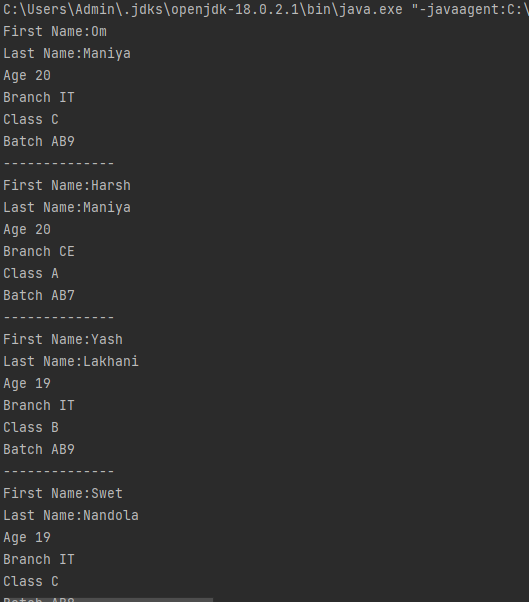 C:\Users\Admin\.jdks\openjdk-18.0.2.1\bin\java.exe "-javaagent:C:\
First Name:Om
Last Name:Maniya
Age 20
Branch IT
Class C
Batch AB9
--------------
First Name:Harsh
Last Name:Maniya
Age 20
Branch CE
Class A
Batch AB7
--------------
First Name:Yash
Last Name:Lakhani
Age 19
Branch IT
Class B
Batch AB9
--------------
First Name:Swet
Last Name:Nandola
Age 19
Branch IT
Class C
Batch